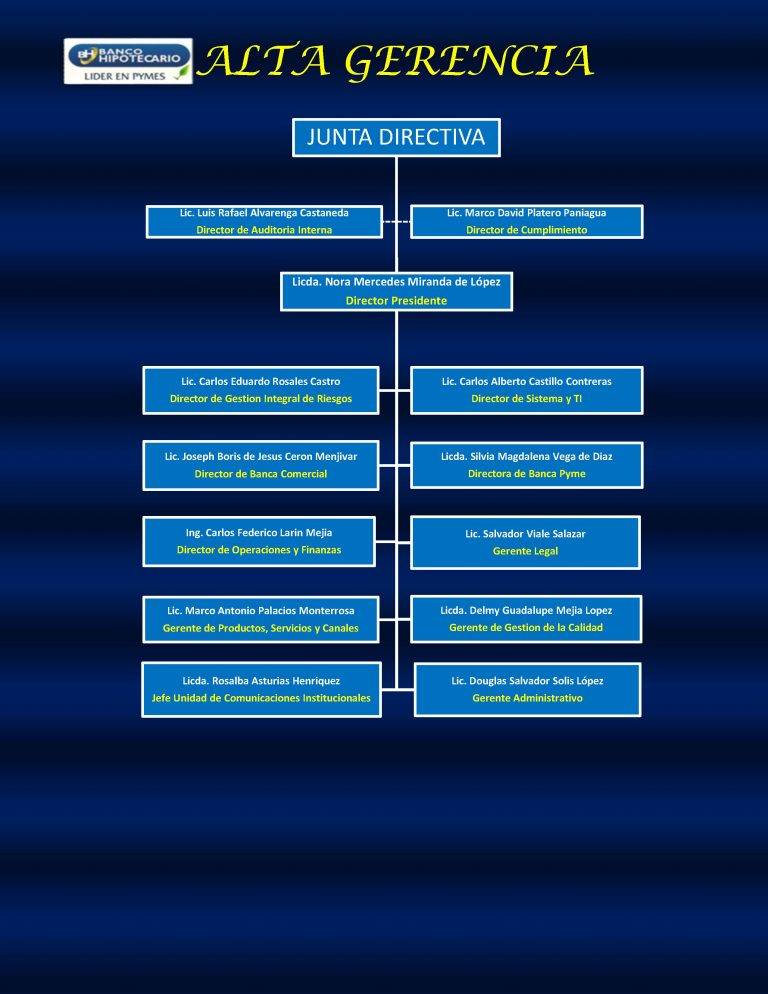 BH BANCO
HIPOTECARIO
LIDER EN PYMES
ALTA GERENCIA
JUNTA DIRECTIVA
Lic. Luis Rafael Alvarenga Castaneda
Director de Auditoria Interna
Lic. Marco David Platero Paniagua
Director de Cumplimiento
Licda. Nora Mercedes Miranda de López
Director Presidente
Lic. Carlos Eduardo Rosales Castro
Director de Gestion Integral de Riesgos
Lic. Carlos Alberto Castillo Contreras
Director de Sistema y TI
Lic. Joseph Boris de Jesus Ceron Menjivar
Director de Banca Comercial
Licda. Silvia Magdalena Vega de Diaz
Directora de Banca Pyme
Ing. Carlos Federico Larin Mejia
Director de Operaciones y Finanzas
Lic. Salvador Viale Salazar
Gerente Legal
Lic. Marco Antonio Palacios Monterrosa
Gerente de Productos, Servicios y Canales
Licda. Delmy Guadalupe Mejia Lopez
Gerente de Gestion de la Calidad
Licda. Rosalba Asturias Henriquez
Jefe Unidad de Comunicaciones Institucionales
Lic. Douglas Salvador Solis López
Gerente Administrativo